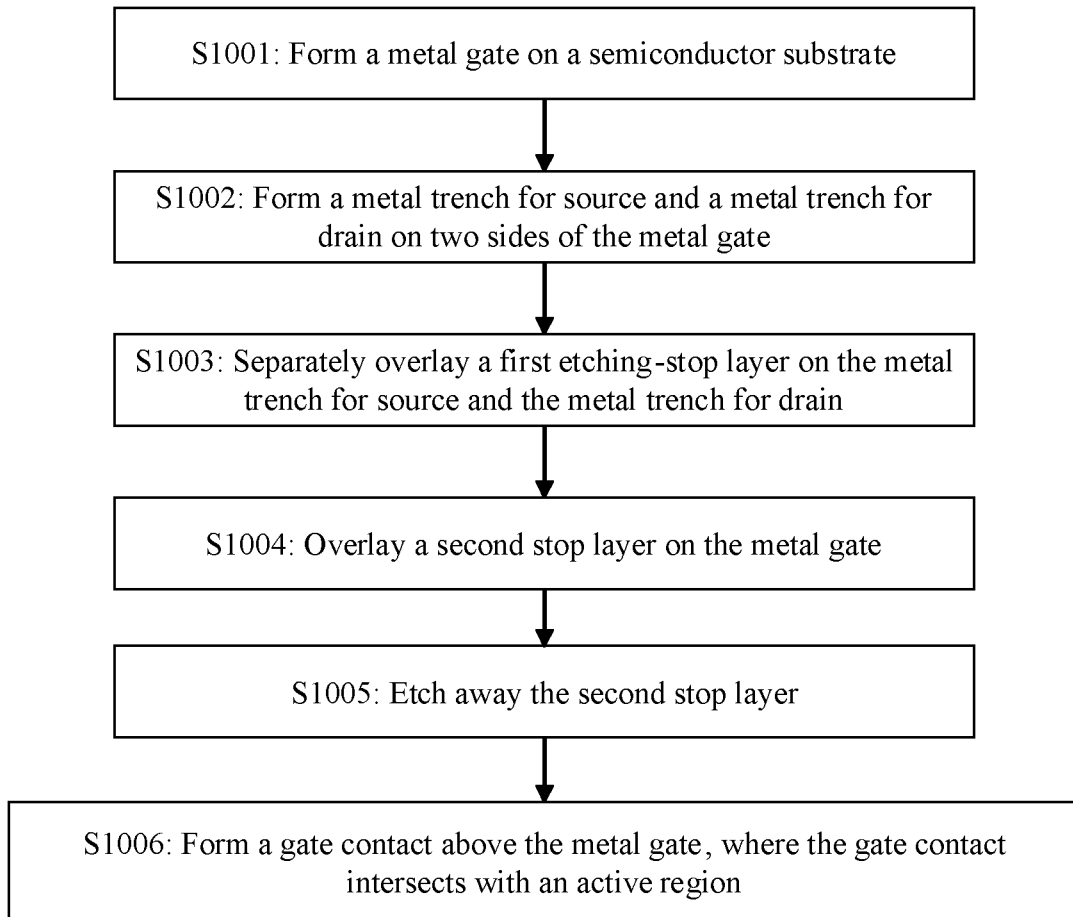 S1001: Form a metal gate on a semiconductor substrate
S1002: Form a metal trench for source and a metal trench for
drain on two sides of the metal gate
S1003: Separately overlay a first etching-stop layer on the metal
trench for source and the metal trench for drain
S1004: Overlay a second stop layer on the metal gate
S1005: Etch away the second stop layer
S1006: Form a gate contact above the metal gate, where the gate contact
intersects with an active region